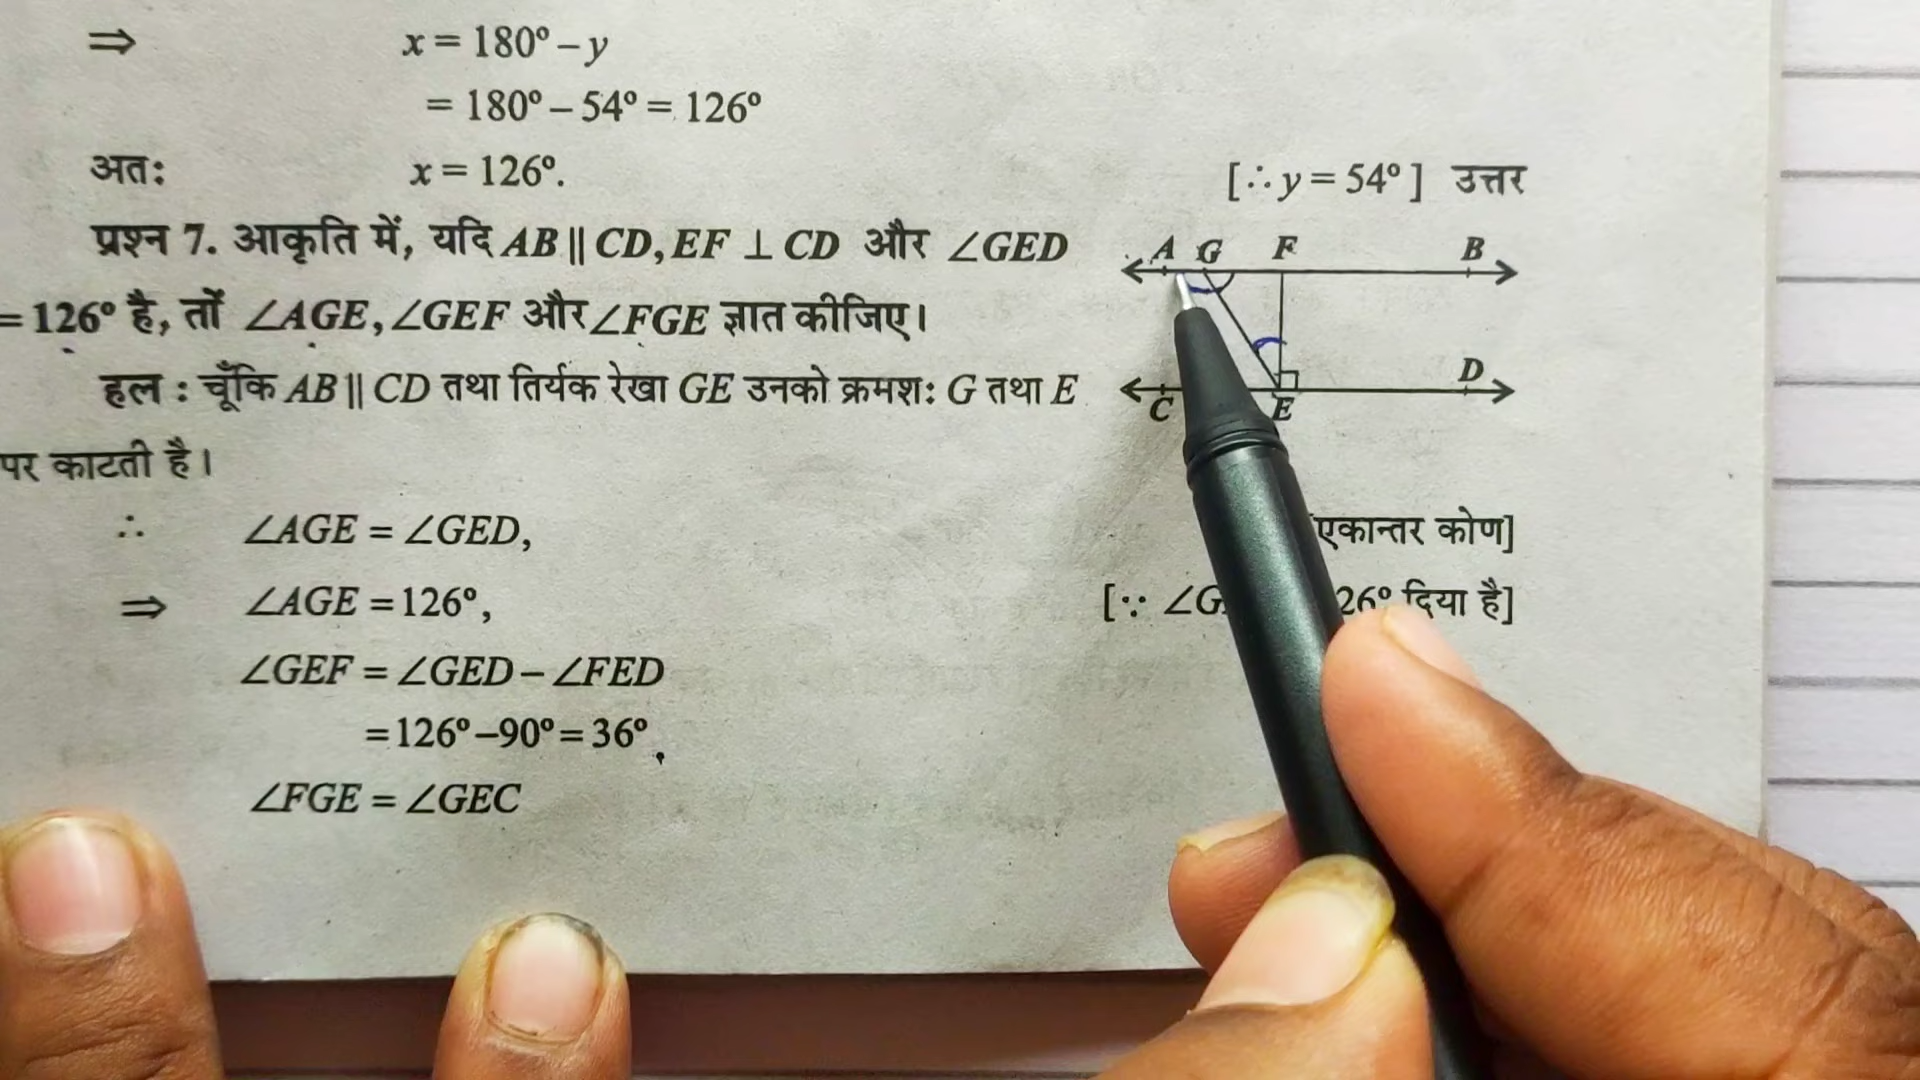 ⇒ x = 180° – y
= 180° – 54° = 126°
अतः x = 126°. [∴ y = 54°] उत्तर
प्रश्न 7. आकृति में, यदि AB || CD, EF ⊥ CD और ∠GED
= 126° है, तों ∠AGE, ∠GEF और ∠FGE ज्ञात कीजिए।
A G F B
हल : चूँकि AB || CD तथा तिर्यक रेखा GE उनको क्रमशः G तथा E
C E D
पर काटती है।
∴ ∠AGE = ∠GED, एकान्तर कोण]
⇒ ∠AGE = 126°, [∵ ∠G 26° दिया है]
∠GEF = ∠GED – ∠FED
= 126° – 90° = 36°
∠FGE = ∠GEC